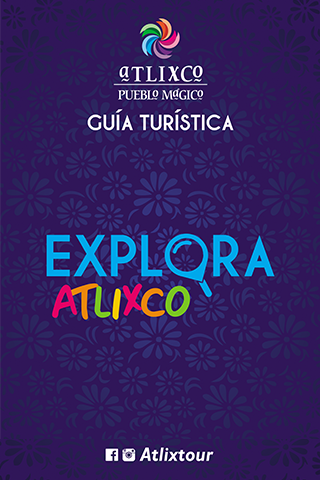 ATLIXCO
PUEBLO MÁGICO
GUÍA TURÍSTICA
EXPLORA
ATLIXCO
Atlixtour